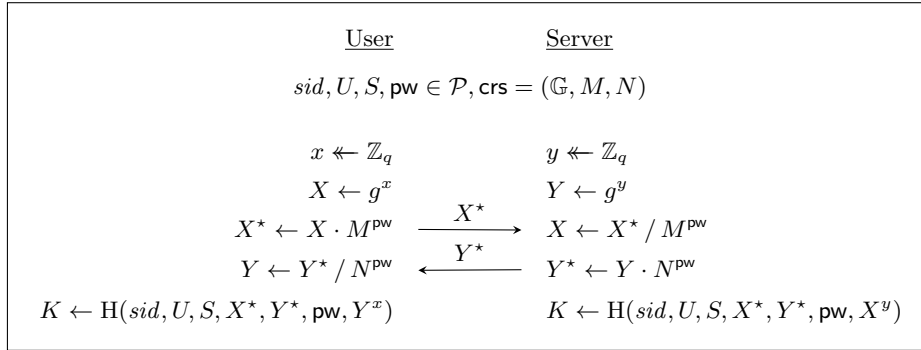 User Server
sid, U, S, pw ∈ 𝒫, crs = (𝔾, M, N)
x ↞ ℤ_q y ↞ ℤ_q
X ← g^x Y ← g^y
X^⋆ ← X · M^pw X^⋆ X ← X^⋆ / M^pw
Y ← Y^⋆ / N^pw Y^⋆ Y^⋆ ← Y · N^pw
K ← H(sid, U, S, X^⋆, Y^⋆, pw, Y^x) K ← H(sid, U, S, X^⋆, Y^⋆, pw, X^y)